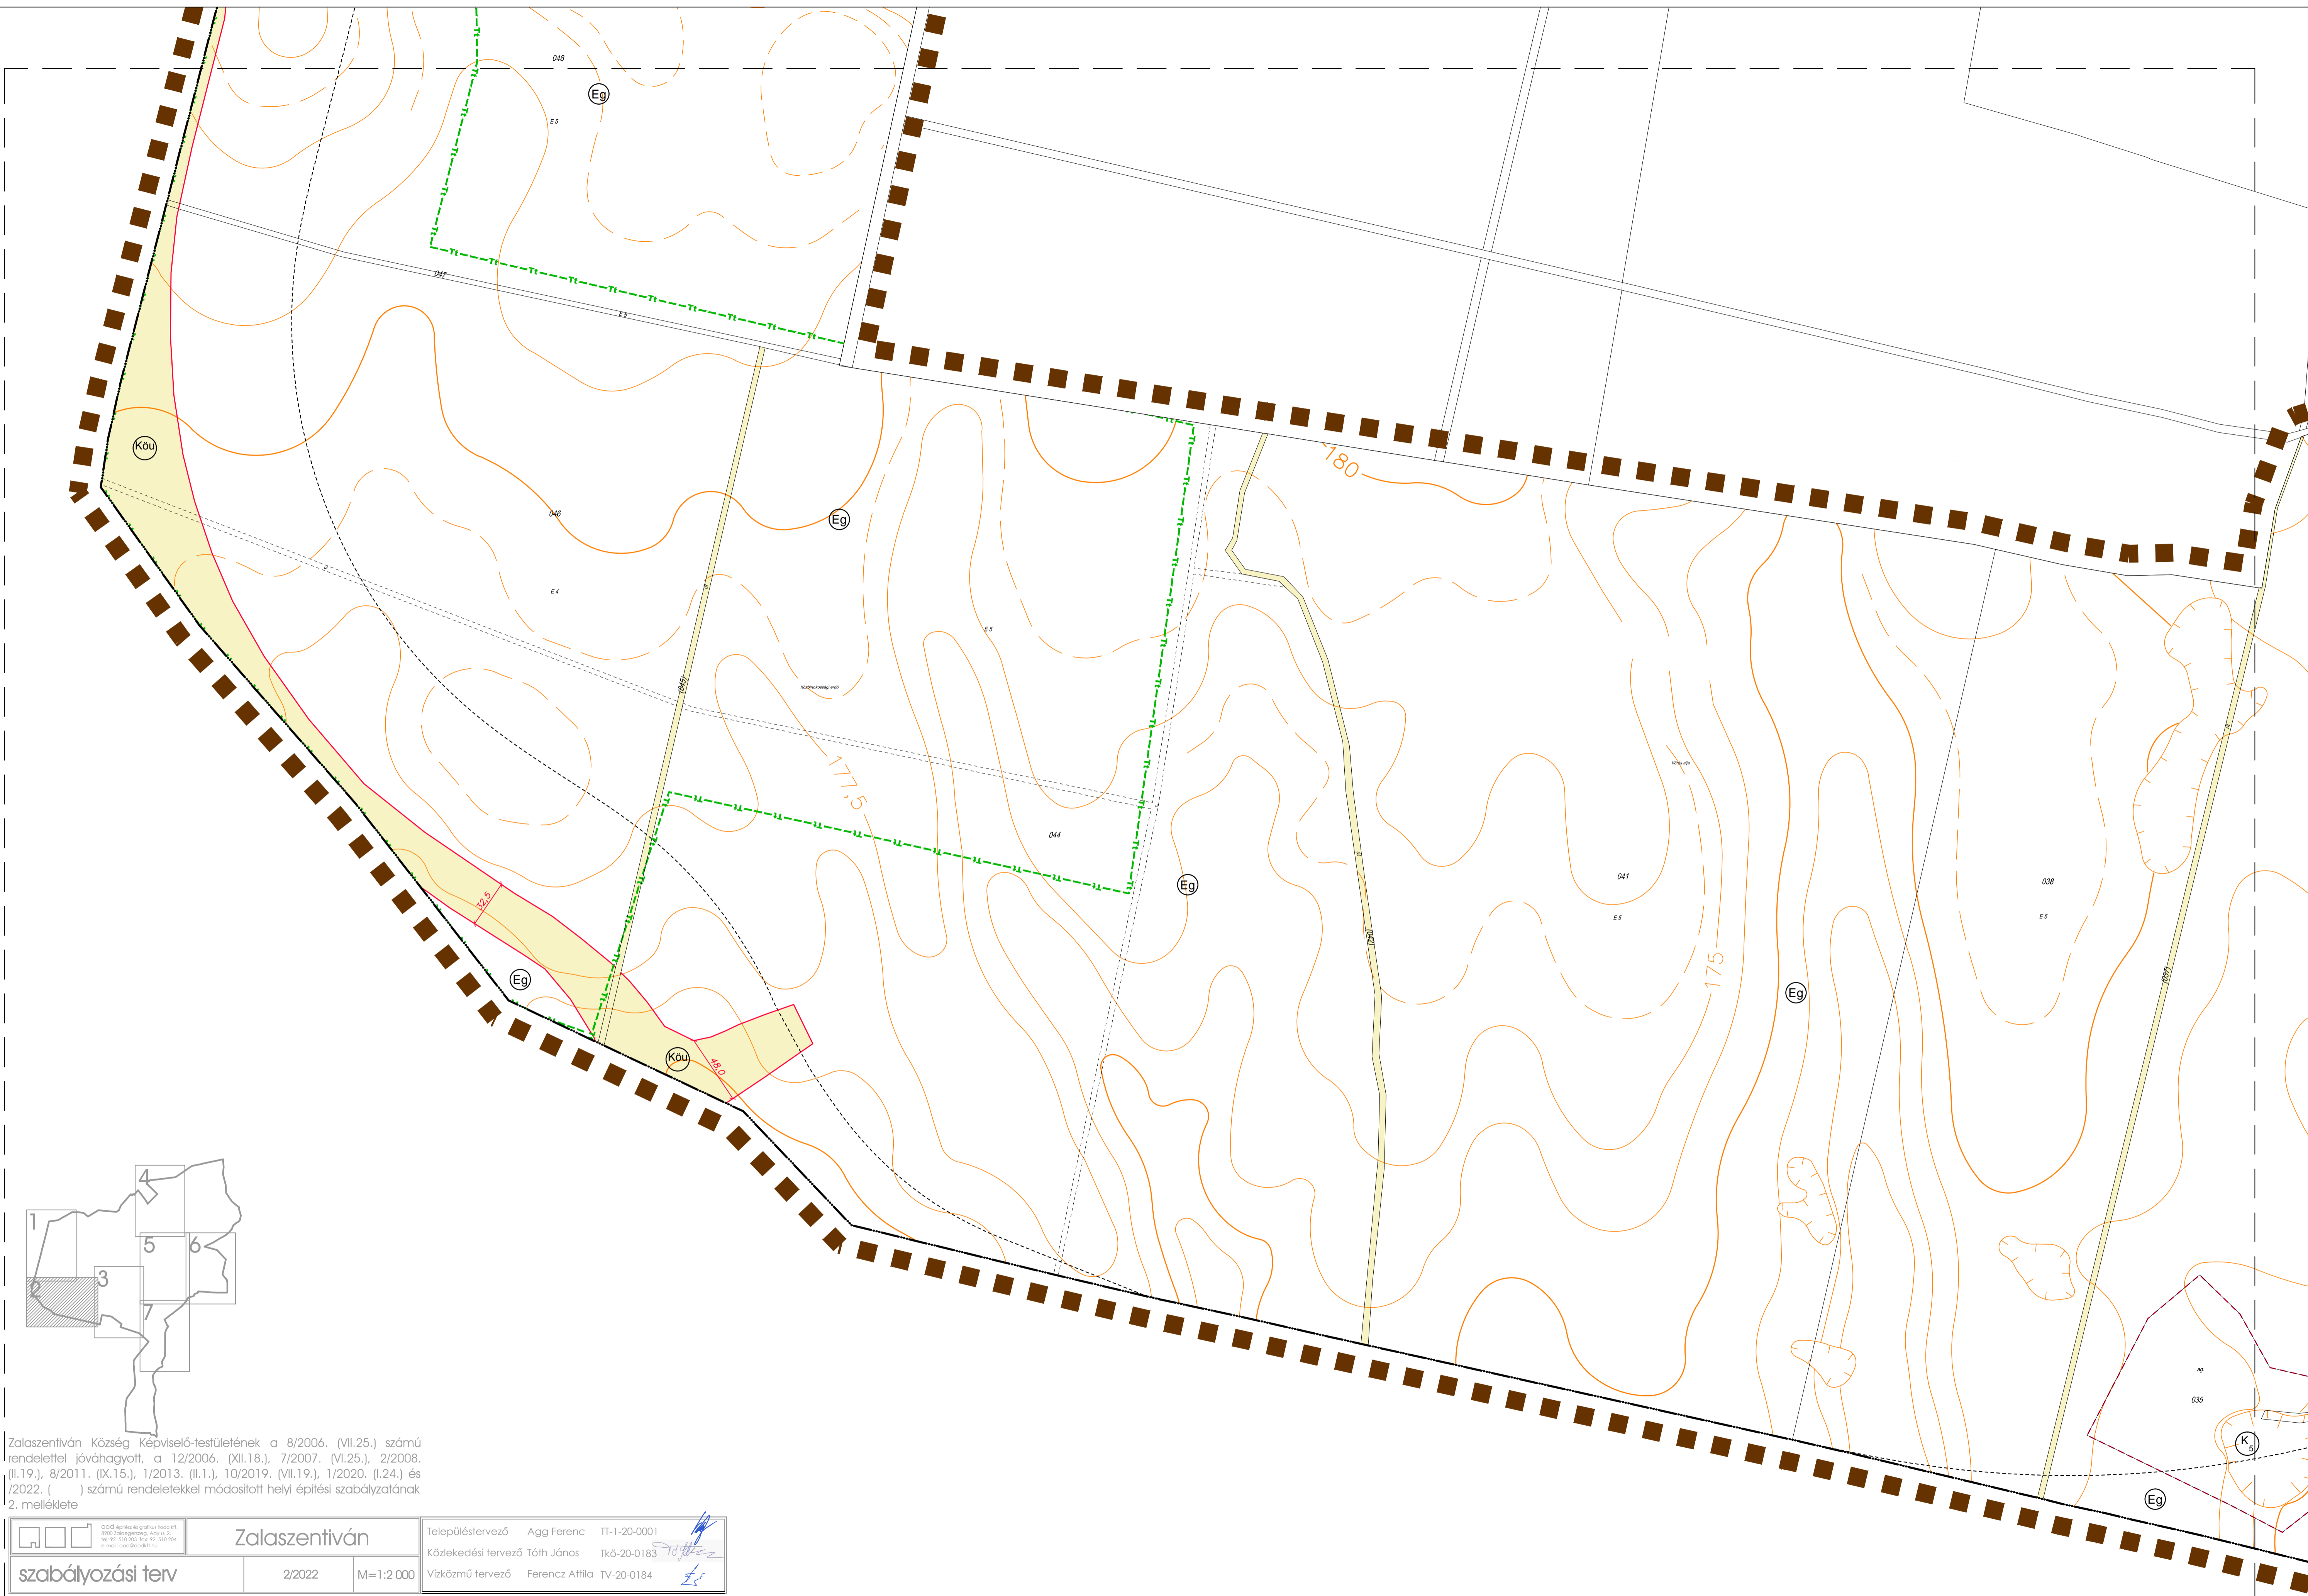 048
Eg
E 5
047
E 5
180
Köu
046
Eg
E 4
E 5
(045)
177,5
044
Eg
32,5
Eg
Köu
48,0
041
E 5
(042)
175
Eg
038
E 5
(037)
ag.
035
K
5
Eg
4
1
5 6
3
2
7
Zalaszentiván Község Képviselő-testületének a 8/2006. (VII.25.) számú
rendelettel jóváhagyott, a 12/2006. (XII.18.), 7/2007. (VI.25.), 2/2008.
(II.19.), 8/2011. (IX.15.), 1/2013. (II.1.), 10/2019. (VII.19.), 1/2020. (I.24.) és
/2022. ( ) számú rendeletekkel módosított helyi építési szabályzatának
2. melléklete
Zalaszentiván
szabályozási terv 2/2022 M=1:2 000
Településtervező Agg Ferenc TT-1-20-0001
Közlekedési tervező Tóth János Tkö-20-0183
Vízközmű tervező Ferencz Attila TV-20-0184